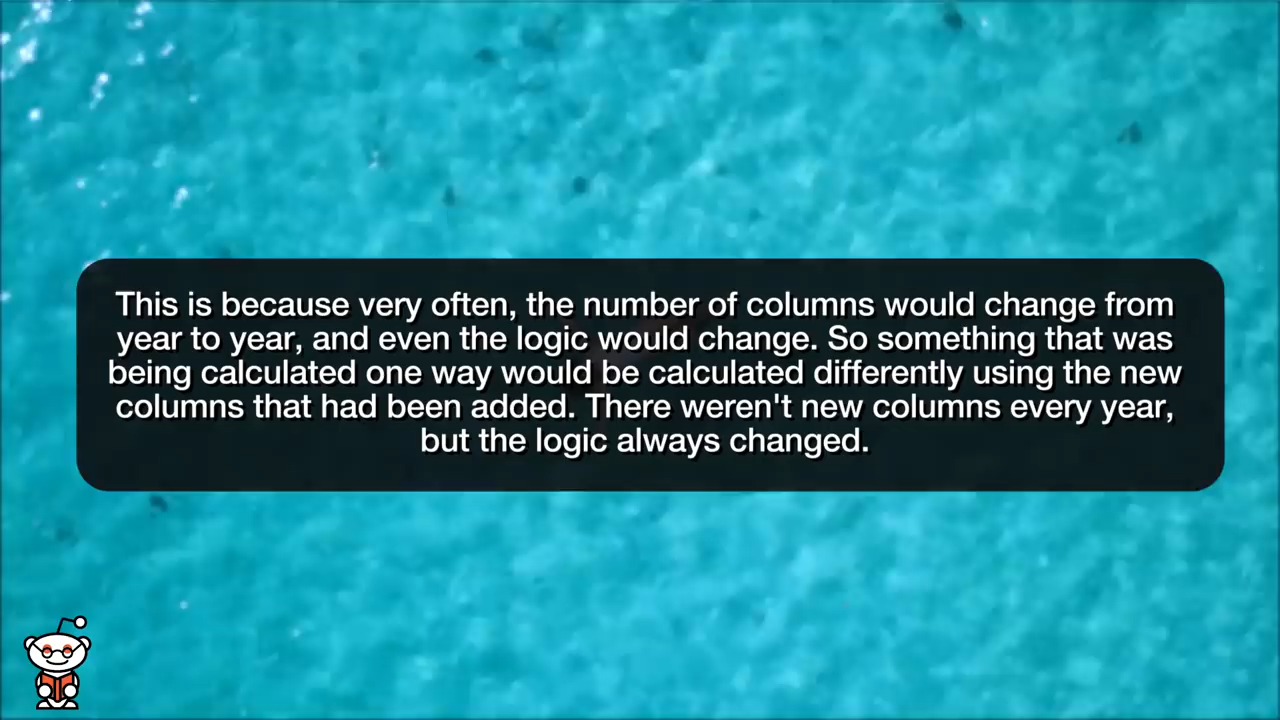 This is because very often, the number of columns would change from
year to year, and even the logic would change. So something that was
being calculated one way would be calculated differently using the new
columns that had been added. There weren't new columns every year,
but the logic always changed.